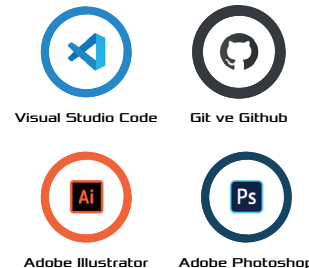 Visual Studio Code
Git ve Github
Ai
Ps
Adobe Illustrator
Adobe Photoshop